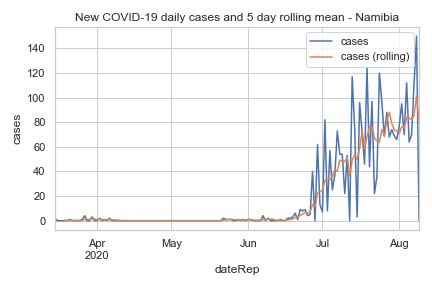 New COVID-19 daily cases and 5 day rolling mean - Namibia
cases
cases (rolling)
140
120
100
80
60
40
20
0
cases
Apr
2020
May
Jun
Jul
Aug
dateRep